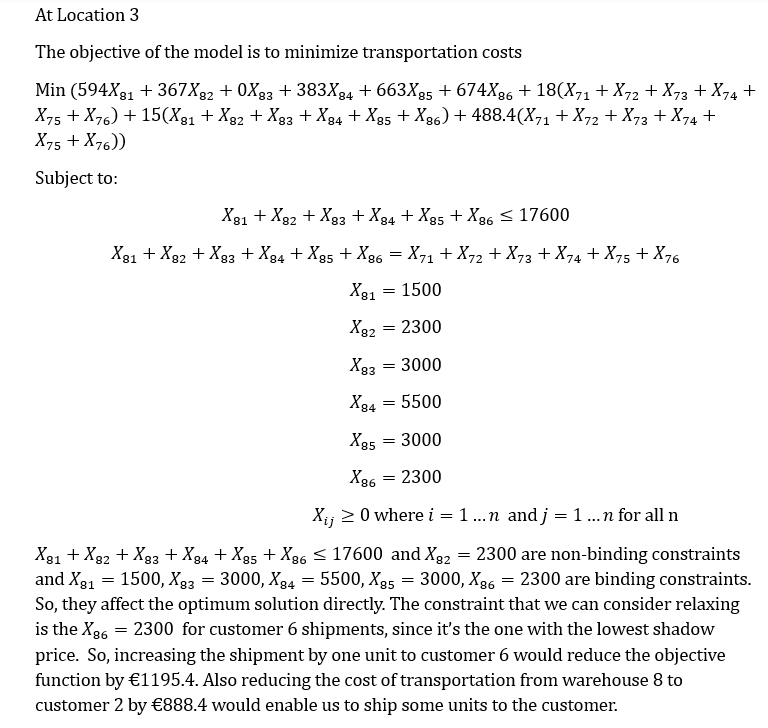 At Location 3
The objective of the model is to minimize transportation costs
Min (594X₈₁ + 367X₈₂ + 0X₈₃ + 383X₈₄ + 663X₈₅ + 674X₈₆ + 18(X₇₁ + X₇₂ + X₇₃ + X₇₄ +
X₇₅ + X₇₆) + 15(X₈₁ + X₈₂ + X₈₃ + X₈₄ + X₈₅ + X₈₆) + 488.4(X₇₁ + X₇₂ + X₇₃ + X₇₄ +
X₇₅ + X₇₆))
Subject to:
X₈₁ + X₈₂ + X₈₃ + X₈₄ + X₈₅ + X₈₆ ≤ 17600
X₈₁ + X₈₂ + X₈₃ + X₈₄ + X₈₅ + X₈₆ = X₇₁ + X₇₂ + X₇₃ + X₇₄ + X₇₅ + X₇₆
X₈₁ = 1500
X₈₂ = 2300
X₈₃ = 3000
X₈₄ = 5500
X₈₅ = 3000
X₈₆ = 2300
Xᵢⱼ ≥ 0 where i = 1 ... n and j = 1 ... n for all n
X₈₁ + X₈₂ + X₈₃ + X₈₄ + X₈₅ + X₈₆ ≤ 17600 and X₈₂ = 2300 are non-binding constraints
and X₈₁ = 1500, X₈₃ = 3000, X₈₄ = 5500, X₈₅ = 3000, X₈₆ = 2300 are binding constraints.
So, they affect the optimum solution directly. The constraint that we can consider relaxing
is the X₈₆ = 2300 for customer 6 shipments, since it's the one with the lowest shadow
price. So, increasing the shipment by one unit to customer 6 would reduce the objective
function by €1195.4. Also reducing the cost of transportation from warehouse 8 to
customer 2 by €888.4 would enable us to ship some units to the customer.